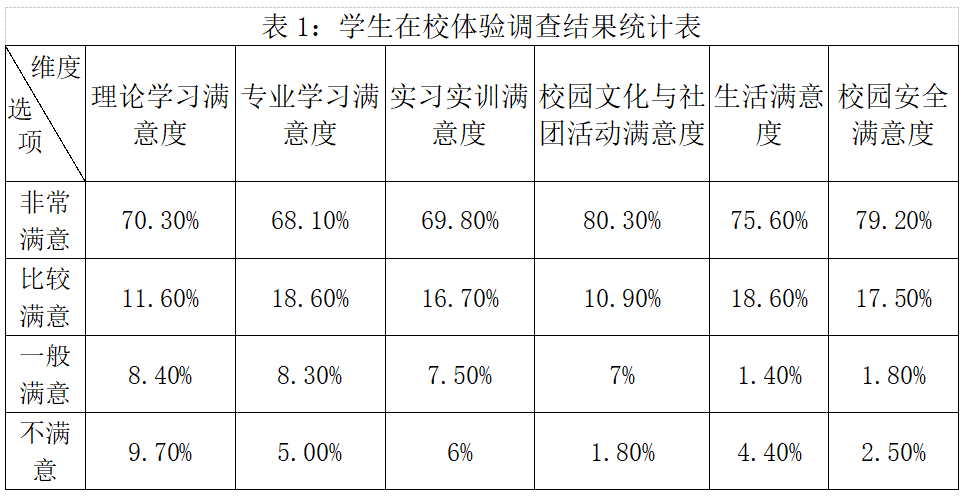 表 1：学生在校体验调查结果统计表
维度
选
项
理论学习满
意度
专业学习满
意度
实习实训满
意度
校园文化与社
团活动满意度
生活满意
度
校园安全
满意度
非常
满意
70.30% 68.10% 69.80% 80.30% 75.60% 79.20%
比较
满意
11.60% 18.60% 16.70% 10.90% 18.60% 17.50%
一般
满意
8.40% 8.30% 7.50% 7% 1.40% 1.80%
不满
意
9.70% 5.00% 6% 1.80% 4.40% 2.50%